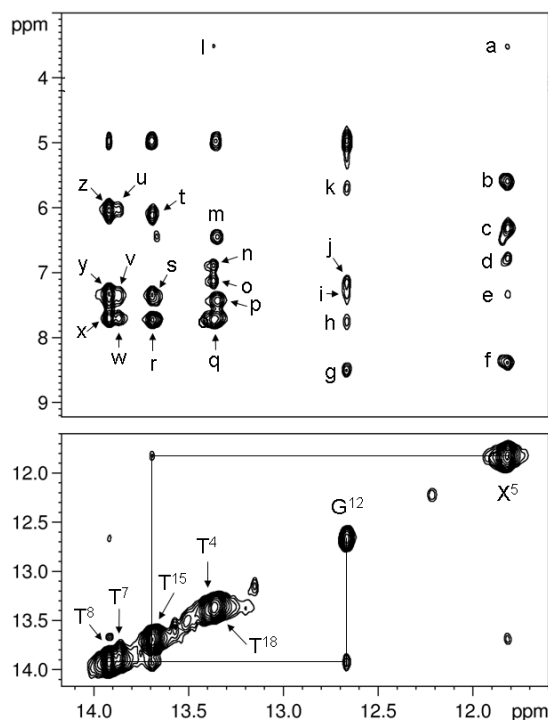 ppm
l a
4
5
k b
z u t m c
6
n d
j
7
y v s o i e
p
x h
8
w r q g f
9
12.0
X⁵
12.5
G¹²
T⁴
13.0
T¹⁵
T⁷
T⁸
13.5
T¹⁸
14.0
14.0 13.5 13.0 12.5 12.0 ppm